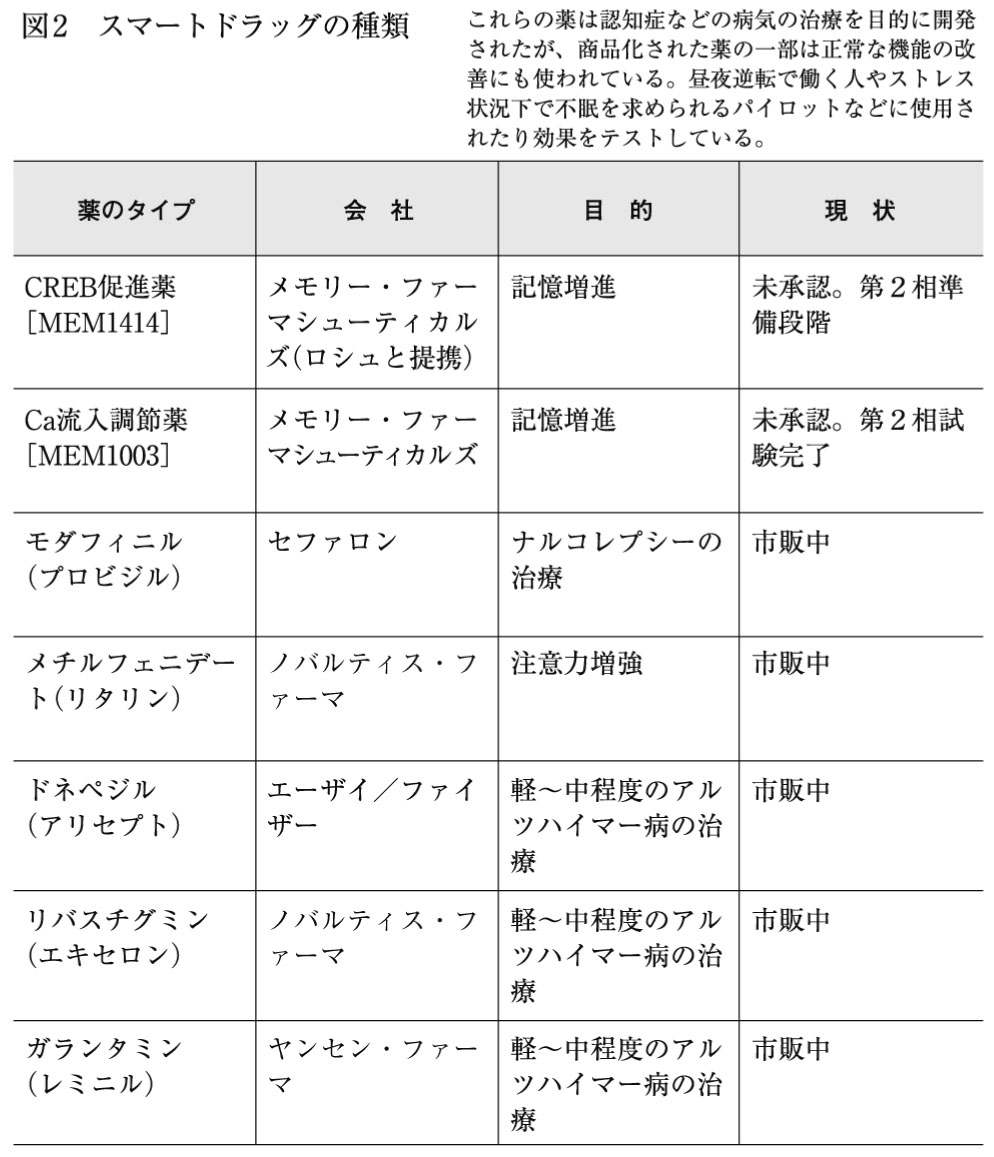 図2　スマートドラッグの種類
これらの薬は認知症などの病気の治療を目的に開発
されたが、商品化された薬の一部は正常な機能の改
善にも使われている。昼夜逆転で働く人やストレス
状況下で不眠を求められるパイロットなどに使用さ
れたり効果をテストしている。
薬のタイプ
会　社
目　的
現　状
CREB促進薬
[MEM1414]
メモリー・ファー
マシューティカル
ズ(ロシュと提携)
記憶増進
未承認。第2相準
備段階
Ca流入調節薬
[MEM1003]
メモリー・ファー
マシューティカルズ
記憶増進
未承認。第2相試
験完了
モダフィニル
(プロビジル)
セファロン
ナルコレプシーの
治療
市販中
メチルフェニデー
ト(リタリン)
ノバルティス・フ
ァーマ
注意力増強
市販中
ドネペジル
(アリセプト)
エーザイ／ファイ
ザー
軽～中程度のアル
ツハイマー病の治
療
市販中
リバスチグミン
(エキセロン)
ノバルティス・フ
ァーマ
軽～中程度のアル
ツハイマー病の治
療
市販中
ガランタミン
(レミニル)
ヤンセン・ファー
マ
軽～中程度のアル
ツハイマー病の治
療
市販中